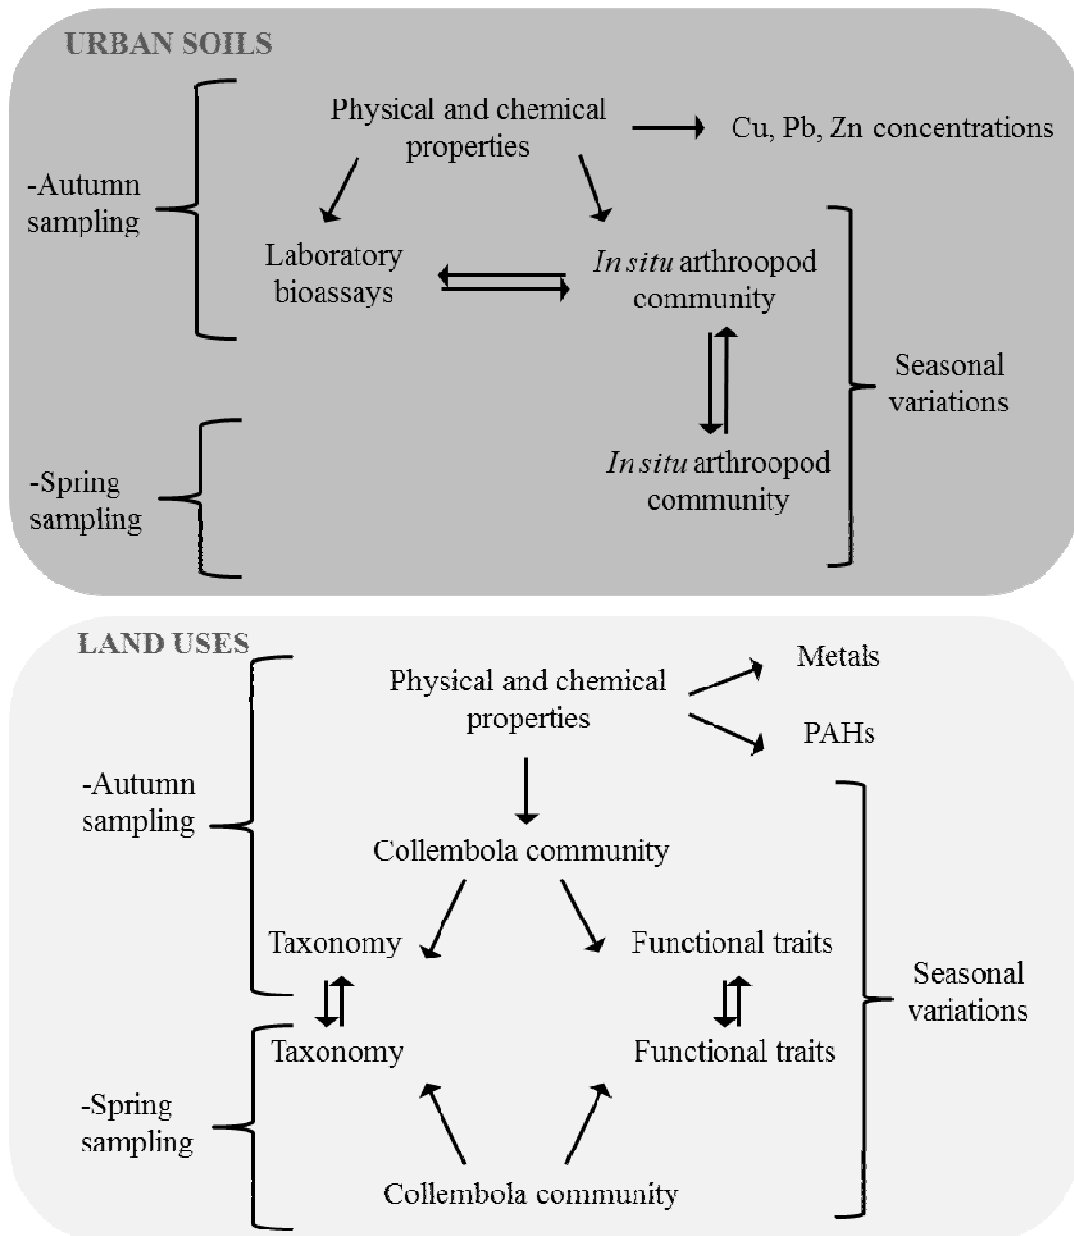 URBAN SOILS
Physical and chemical
properties
Cu, Pb, Zn concentrations
-Autumn
sampling
Laboratory
bioassays
In situ arthroopod
community
Seasonal
variations
In situ arthroopod
community
-Spring
sampling
LAND USES
Physical and chemical
properties
Metals
PAHs
-Autumn
sampling
Collembola community
Taxonomy
Functional traits
Seasonal
variations
Taxonomy
Functional traits
-Spring
sampling
Collembola community